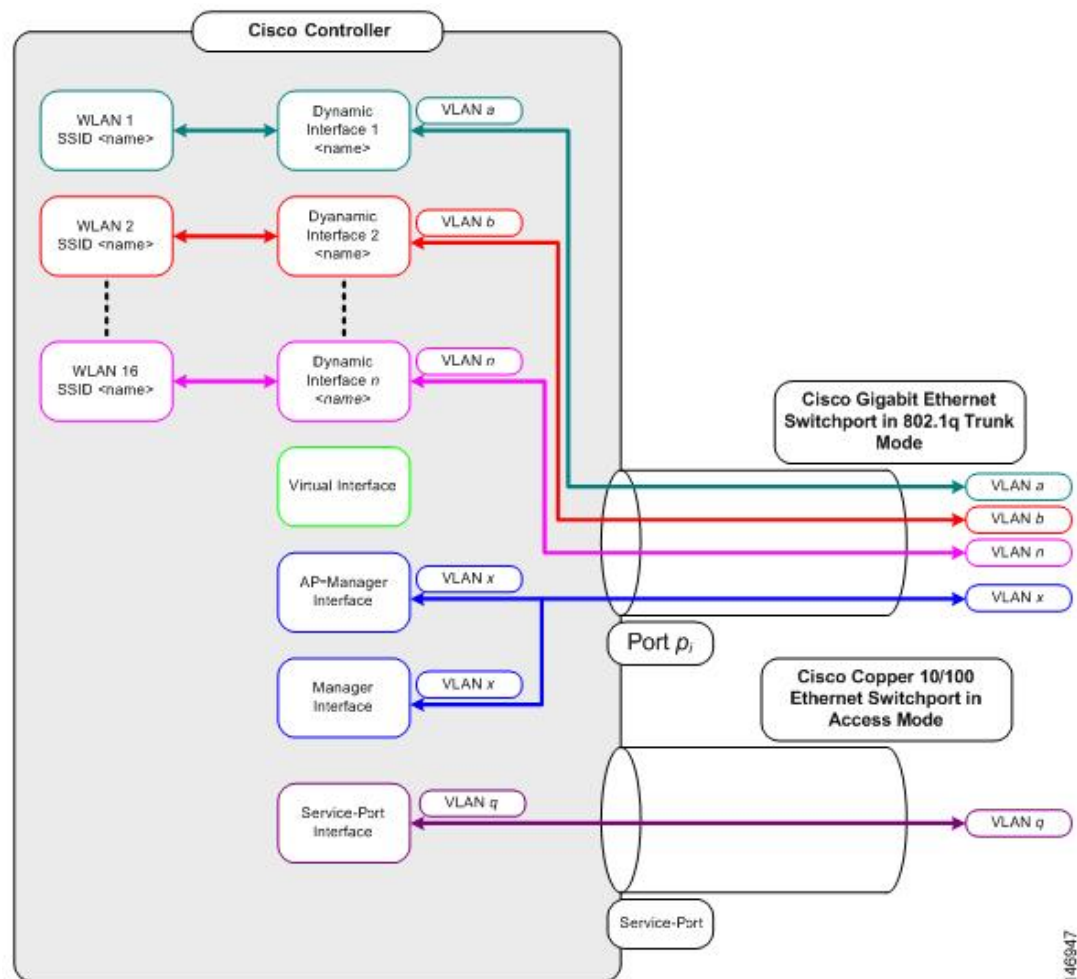 Cisco Controller
WLAN 1
SSID <name>
Dynamic
Interface 1
<name>
VLAN a
WLAN 2
SSID <name>
Dyanamic
Interface 2
<name>
VLAN b
WLAN 16
SSID <name>
Dynamic
Interface n
<name>
VLAN n
Cisco Gigabit Ethernet
Switchport in 802.1q Trunk
Mode
Virtual Interface
VLAN a
VLAN b
VLAN n
AP-Manager
Interface
VLAN x
VLAN x
Port pi
Manager
Interface
VLAN x
Cisco Copper 10/100
Ethernet Switchport in
Access Mode
Service-Port
Interface
VLAN q
VLAN q
Service-Port
146947